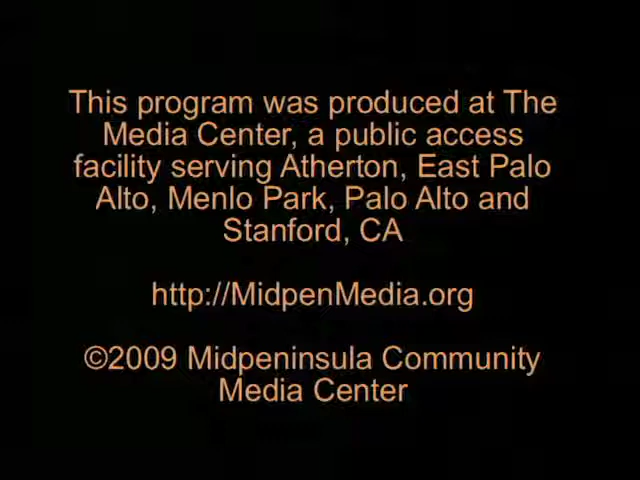 This program was produced at The
Media Center, a public access
facility serving Atherton, East Palo
Alto, Menlo Park, Palo Alto and
Stanford, CA
http://MidpenMedia.org
©2009 Midpeninsula Community
Media Center